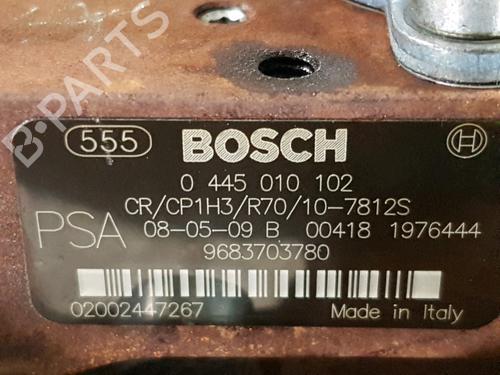 B-PARTS
555 BOSCH
0 445 010 102
CR/CP1H3/R70/10-7812S
PSA 08-05-09 B 00418 1976444
9683703780
02002447267 Made in Italy